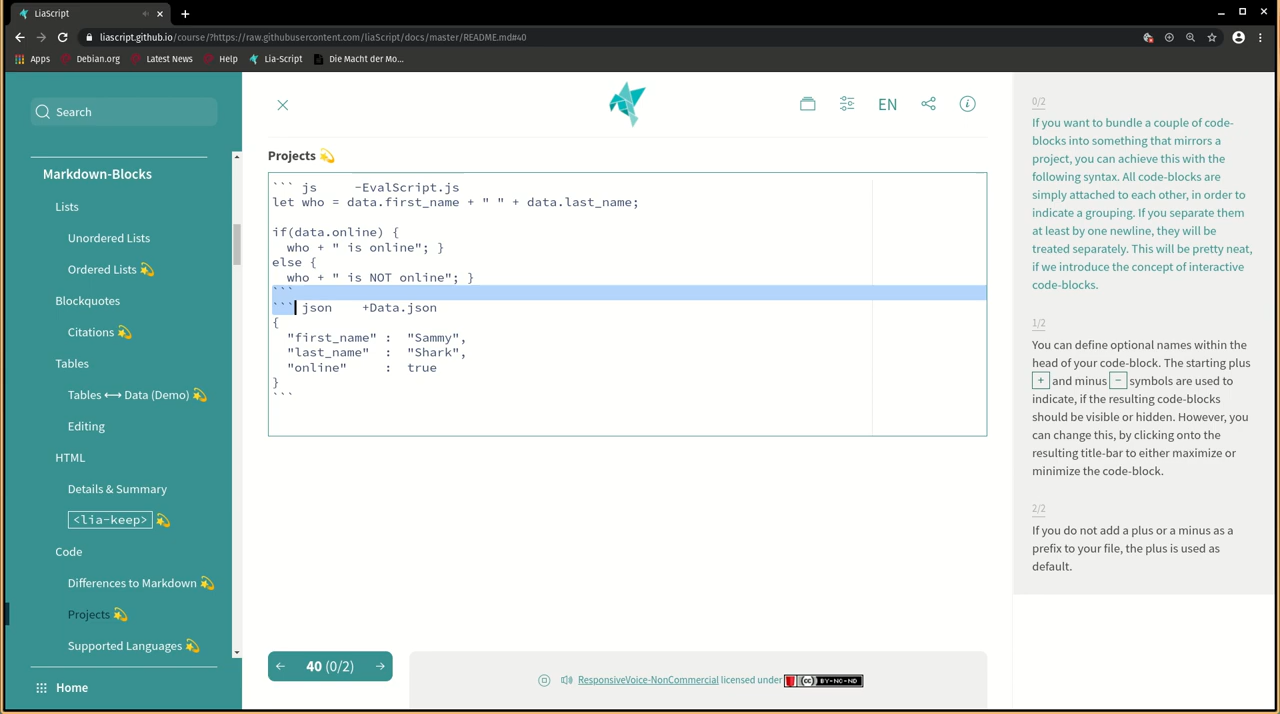 LiaScript
liascript.github.io/course/?https://raw.githubusercontent.com/liaScript/docs/master/README.md#40
Apps
Debian.org
Latest News
Help
Lia-Script
Die Macht der Mo...
Search
Markdown-Blocks
Lists
Unordered Lists
Ordered Lists 💫
Blockquotes
Citations 💫
Tables
Tables ⟷ Data (Demo) 💫
Editing
HTML
Details & Summary
<lia-keep> 💫
Code
Differences to Markdown 💫
Projects 💫
Supported Languages 💫
Home
EN
Projects 💫
``` js     -EvalScript.js
let who = data.first_name + " " + data.last_name;
if(data.online) {
  who + " is online"; }
else {
  who + " is NOT online"; }
```
``` json    +Data.json
{
  "first_name" :  "Sammy",
  "last_name"  :  "Shark",
  "online"     :  true
}
```
40 (0/2)
ResponsiveVoice-NonCommercial licensed under
cc BY-NC-ND
0/2
If you want to bundle a couple of code-
blocks into something that mirrors a
project, you can achieve this with the
following syntax. All code-blocks are
simply attached to each other, in order to
indicate a grouping. If you separate them
at least by one newline, they will be
treated separately. This will be pretty neat,
if we introduce the concept of interactive
code-blocks.
1/2
You can define optional names within the
head of your code-block. The starting plus
+ and minus - symbols are used to
indicate, if the resulting code-blocks
should be visible or hidden. However, you
can change this, by clicking onto the
resulting title-bar to either maximize or
minimize the code-block.
2/2
If you do not add a plus or a minus as a
prefix to your file, the plus is used as
default.